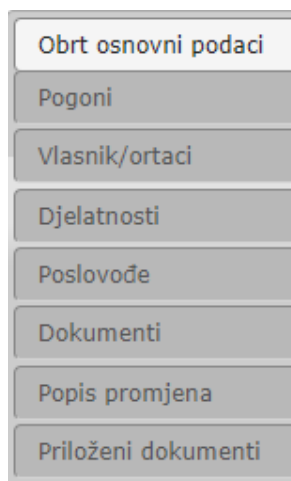 Obrt osnovni podaci
Pogoni
Vlasnik/ortaci
Djelatnosti
Poslovođe
Dokumenti
Popis promjena
Priloženi dokumenti